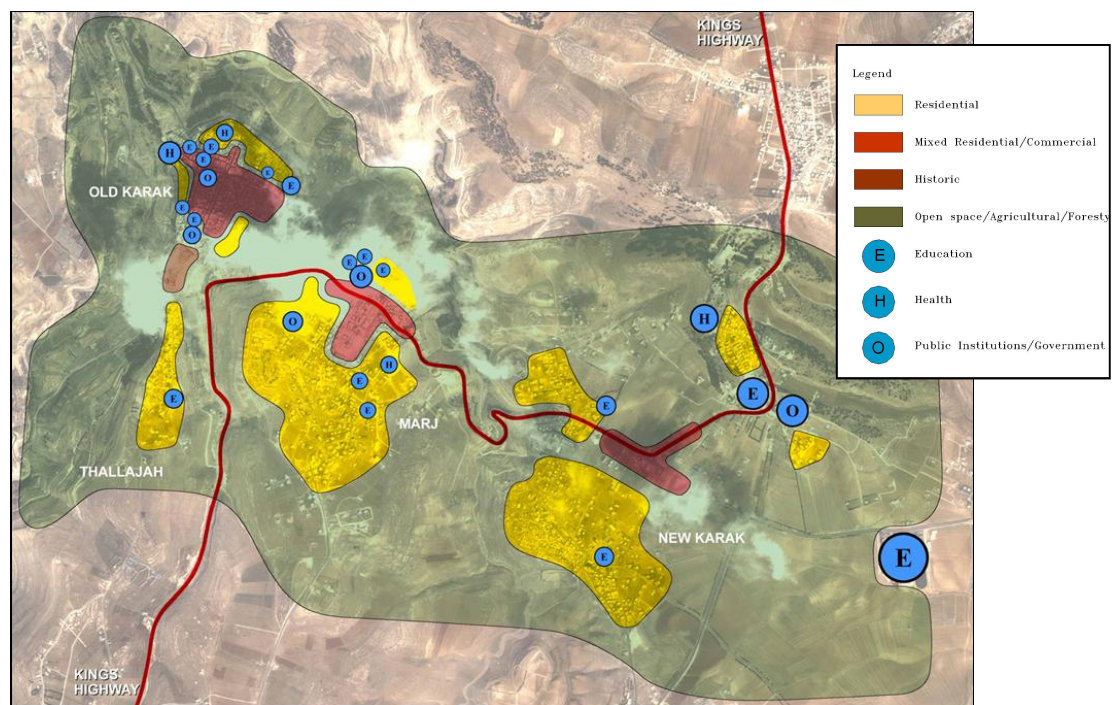 KINGS
HIGHWAY
Legend
Residential
Mixed Residential/Commercial
Historic
Open space/Agricultural/Foresty
E
Education
H
Health
O
Public Institutions/Government
H
H
E
E
E
E
O
E
OLD KARAK
E
E
O
E
E
E
O
O
H
H
E
E
O
E
E
E
MARJ
THALLAJAH
NEW KARAK
E
E
KINGS
HIGHWAY